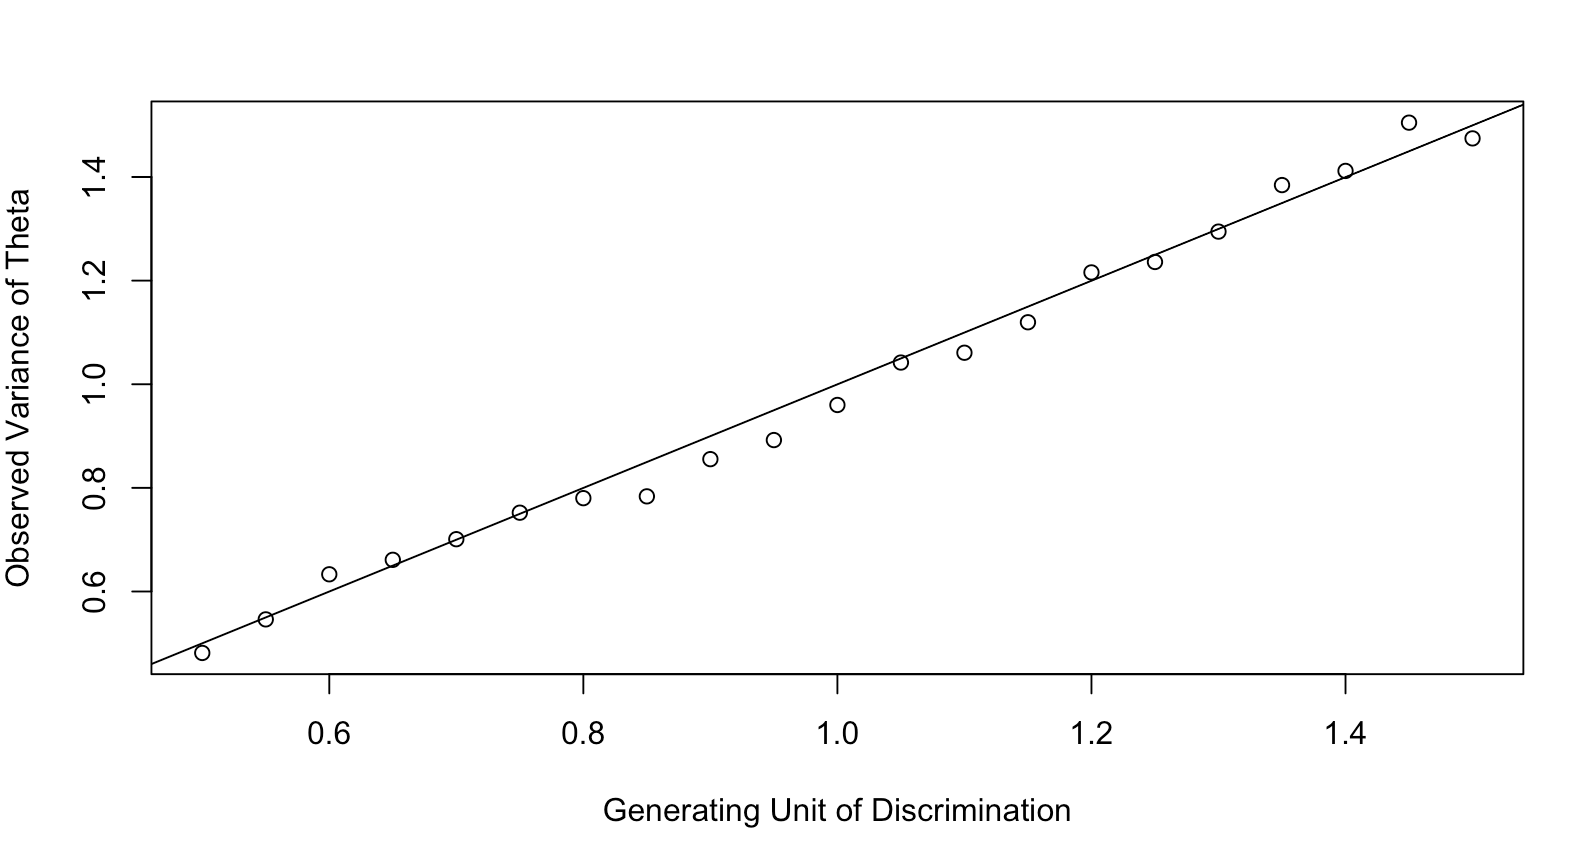 Observed Variance of Theta
1.4
1.2
1.0
0.8
0.6
0.6 0.8 1.0 1.2 1.4
Generating Unit of Discrimination